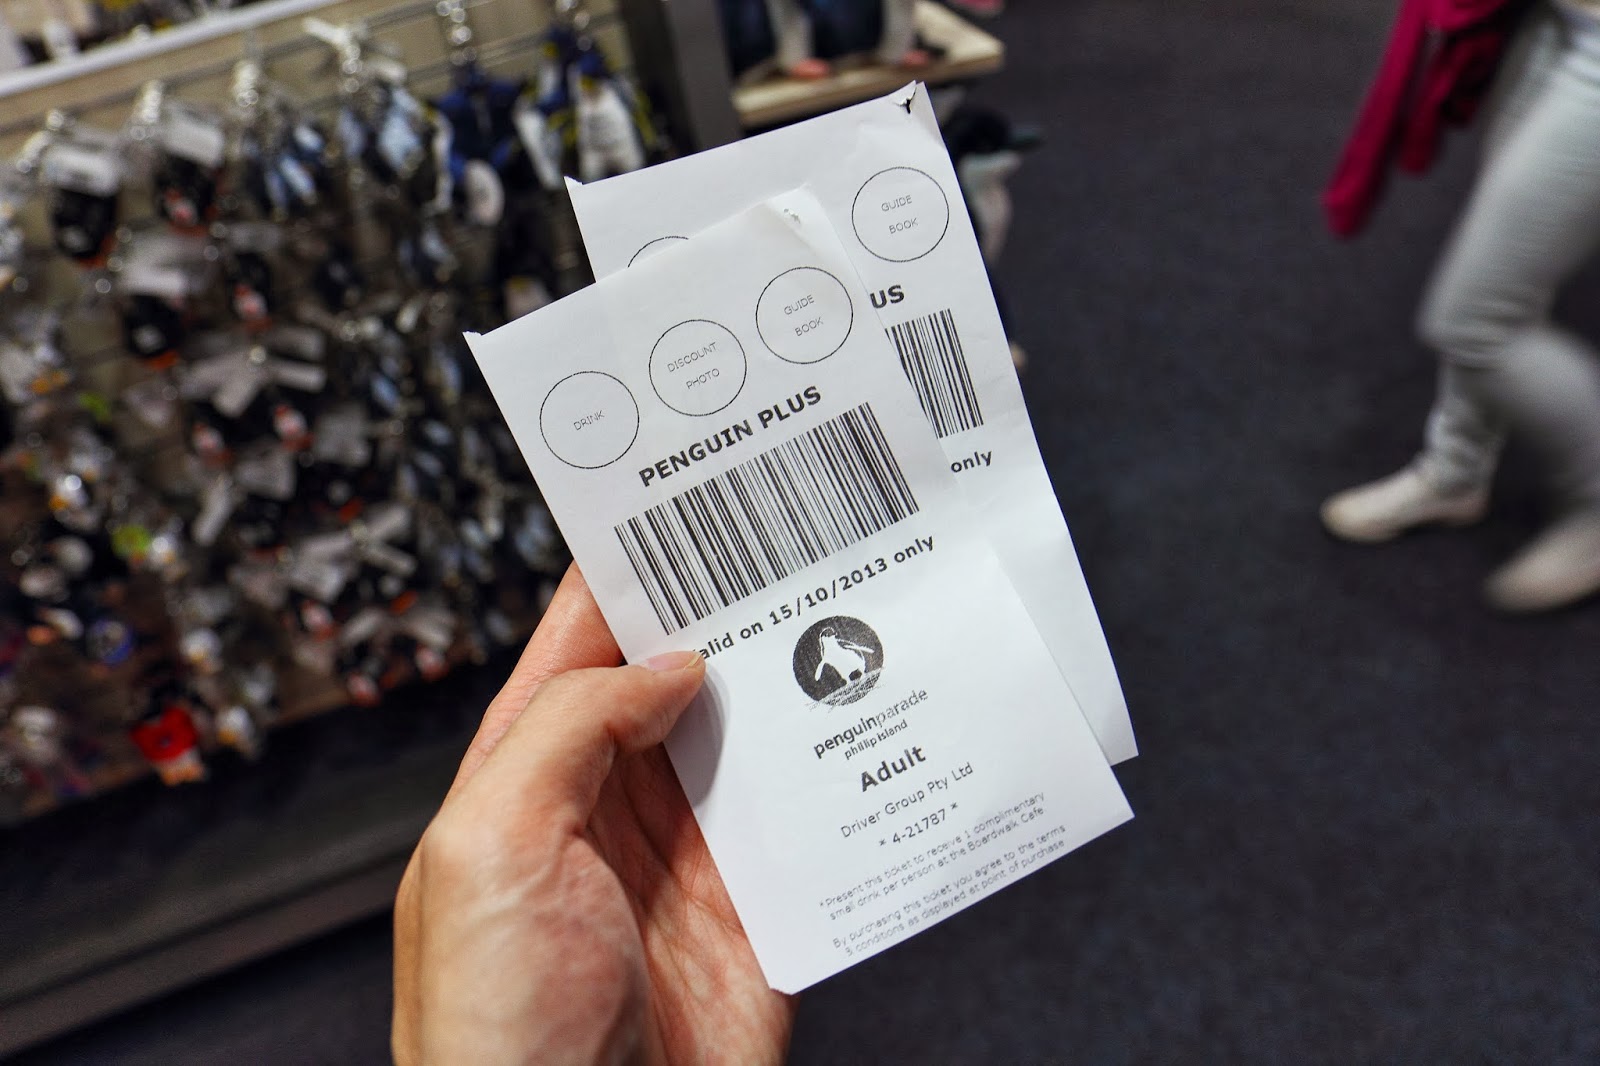 GUIDE
BOOK
US
only
DRINK
DISCOUNT
PHOTO
GUIDE
BOOK
PENGUIN PLUS
alid on 15/10/2013 only
penguinparade
phillip island
Adult
Driver Group Pty Ltd
* 4-21787 *
*Present this ticket to receive 1 complimentary
small drink per person at the Boardwalk Cafe
By purchasing this ticket you agree to the terms
& conditions as displayed at point of purchase